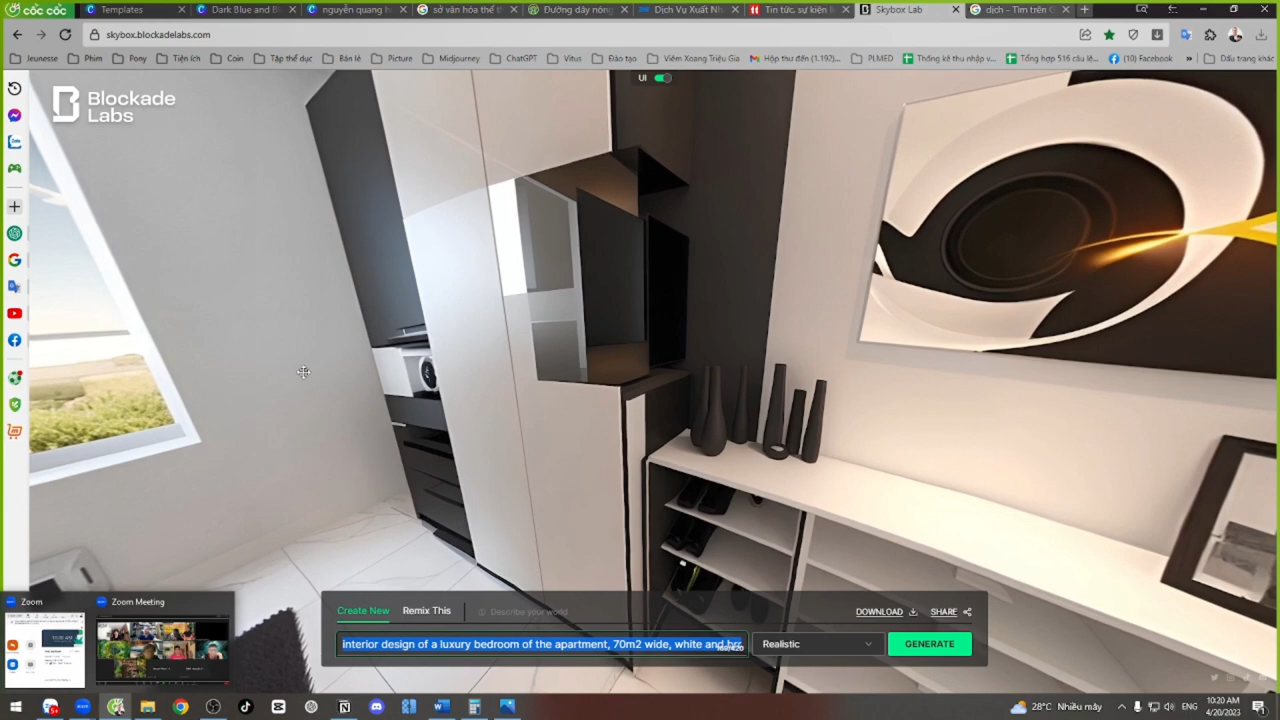 cốc cốc
Templates
Dark Blue and Bl
nguyễn quang h
sở văn hóa thể th
Đường dây nóng
Dịch Vụ Xuất Nh
Tin tức, sự kiện l
Skybox Lab
dịch - Tìm trên G
skybox.blockadelabs.com
Jeunesse
Phim
Pony
Tiện ích
Coin
Tập thể dục
Bán lẻ
Picture
Midjourney
ChatGPT
Vitus
Đào tạo
Viêm Xoang Triệu Gia
Hộp thư đến (1.192)...
PLMED
Thống kê thu nhập v...
Tổng hợp 516 câu lệ...
(10) Facebook
»
Dấu trang khác
UI
Blockade
Labs
Zoom
Zoom Meeting
Create New
Remix This
Describe your world
DOWNLOAD
SHARE
interior design of a luxury bedroom of the apartment, 70m2 wide, white and br
Realistic
GENERATE
28°C Nhiều mây
ENG
10:20 AM
4/20/2023